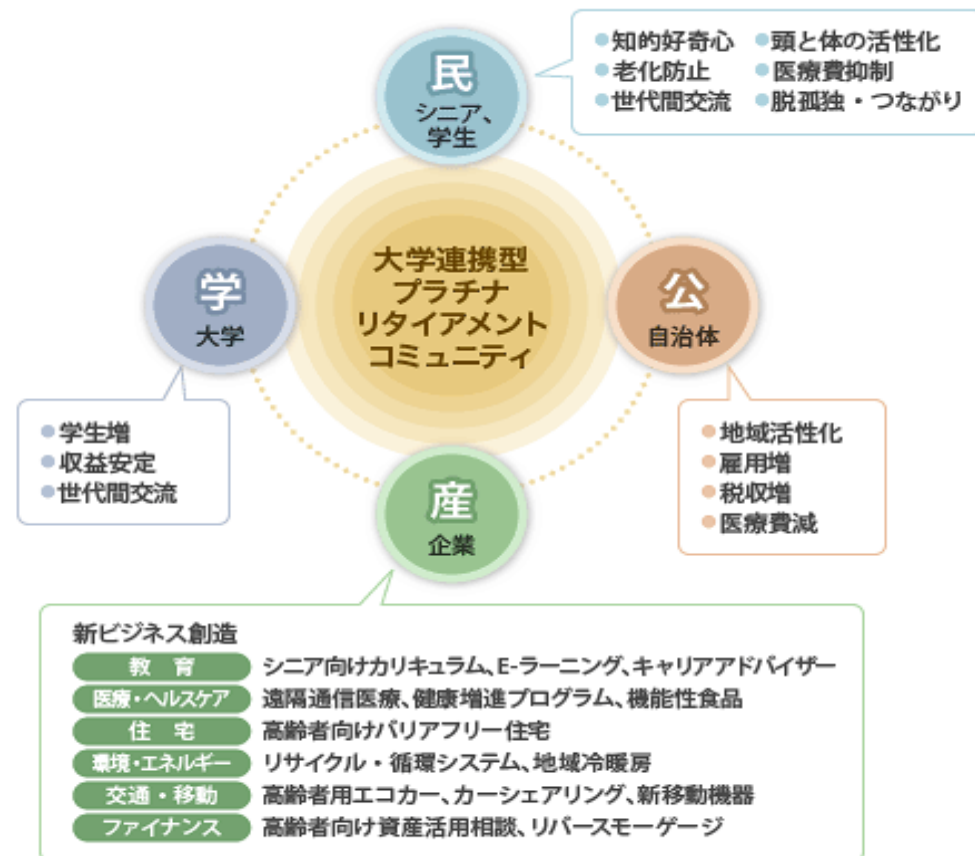 民
シニア、
学生
●知的好奇心 ●頭と体の活性化
●老化防止 ●医療費抑制
●世代間交流 ●脱孤独・つながり
大学連携型
プラチナ
リタイアメント
コミュニティ
学
大学
公
自治体
●学生増
●収益安定
●世代間交流
●地域活性化
●雇用増
●税収増
●医療費減
産
企業
新ビジネス創造
教 育 シニア向けカリキュラム、E-ラーニング、キャリアアドバイザー
医療・ヘルスケア 遠隔通信医療、健康増進プログラム、機能性食品
住 宅 高齢者向けバリアフリー住宅
環境・エネルギー リサイクル・循環システム、地域冷暖房
交通・移動 高齢者用エコカー、カーシェアリング、新移動機器
ファイナンス 高齢者向け資産活用相談、リバースモーゲージ